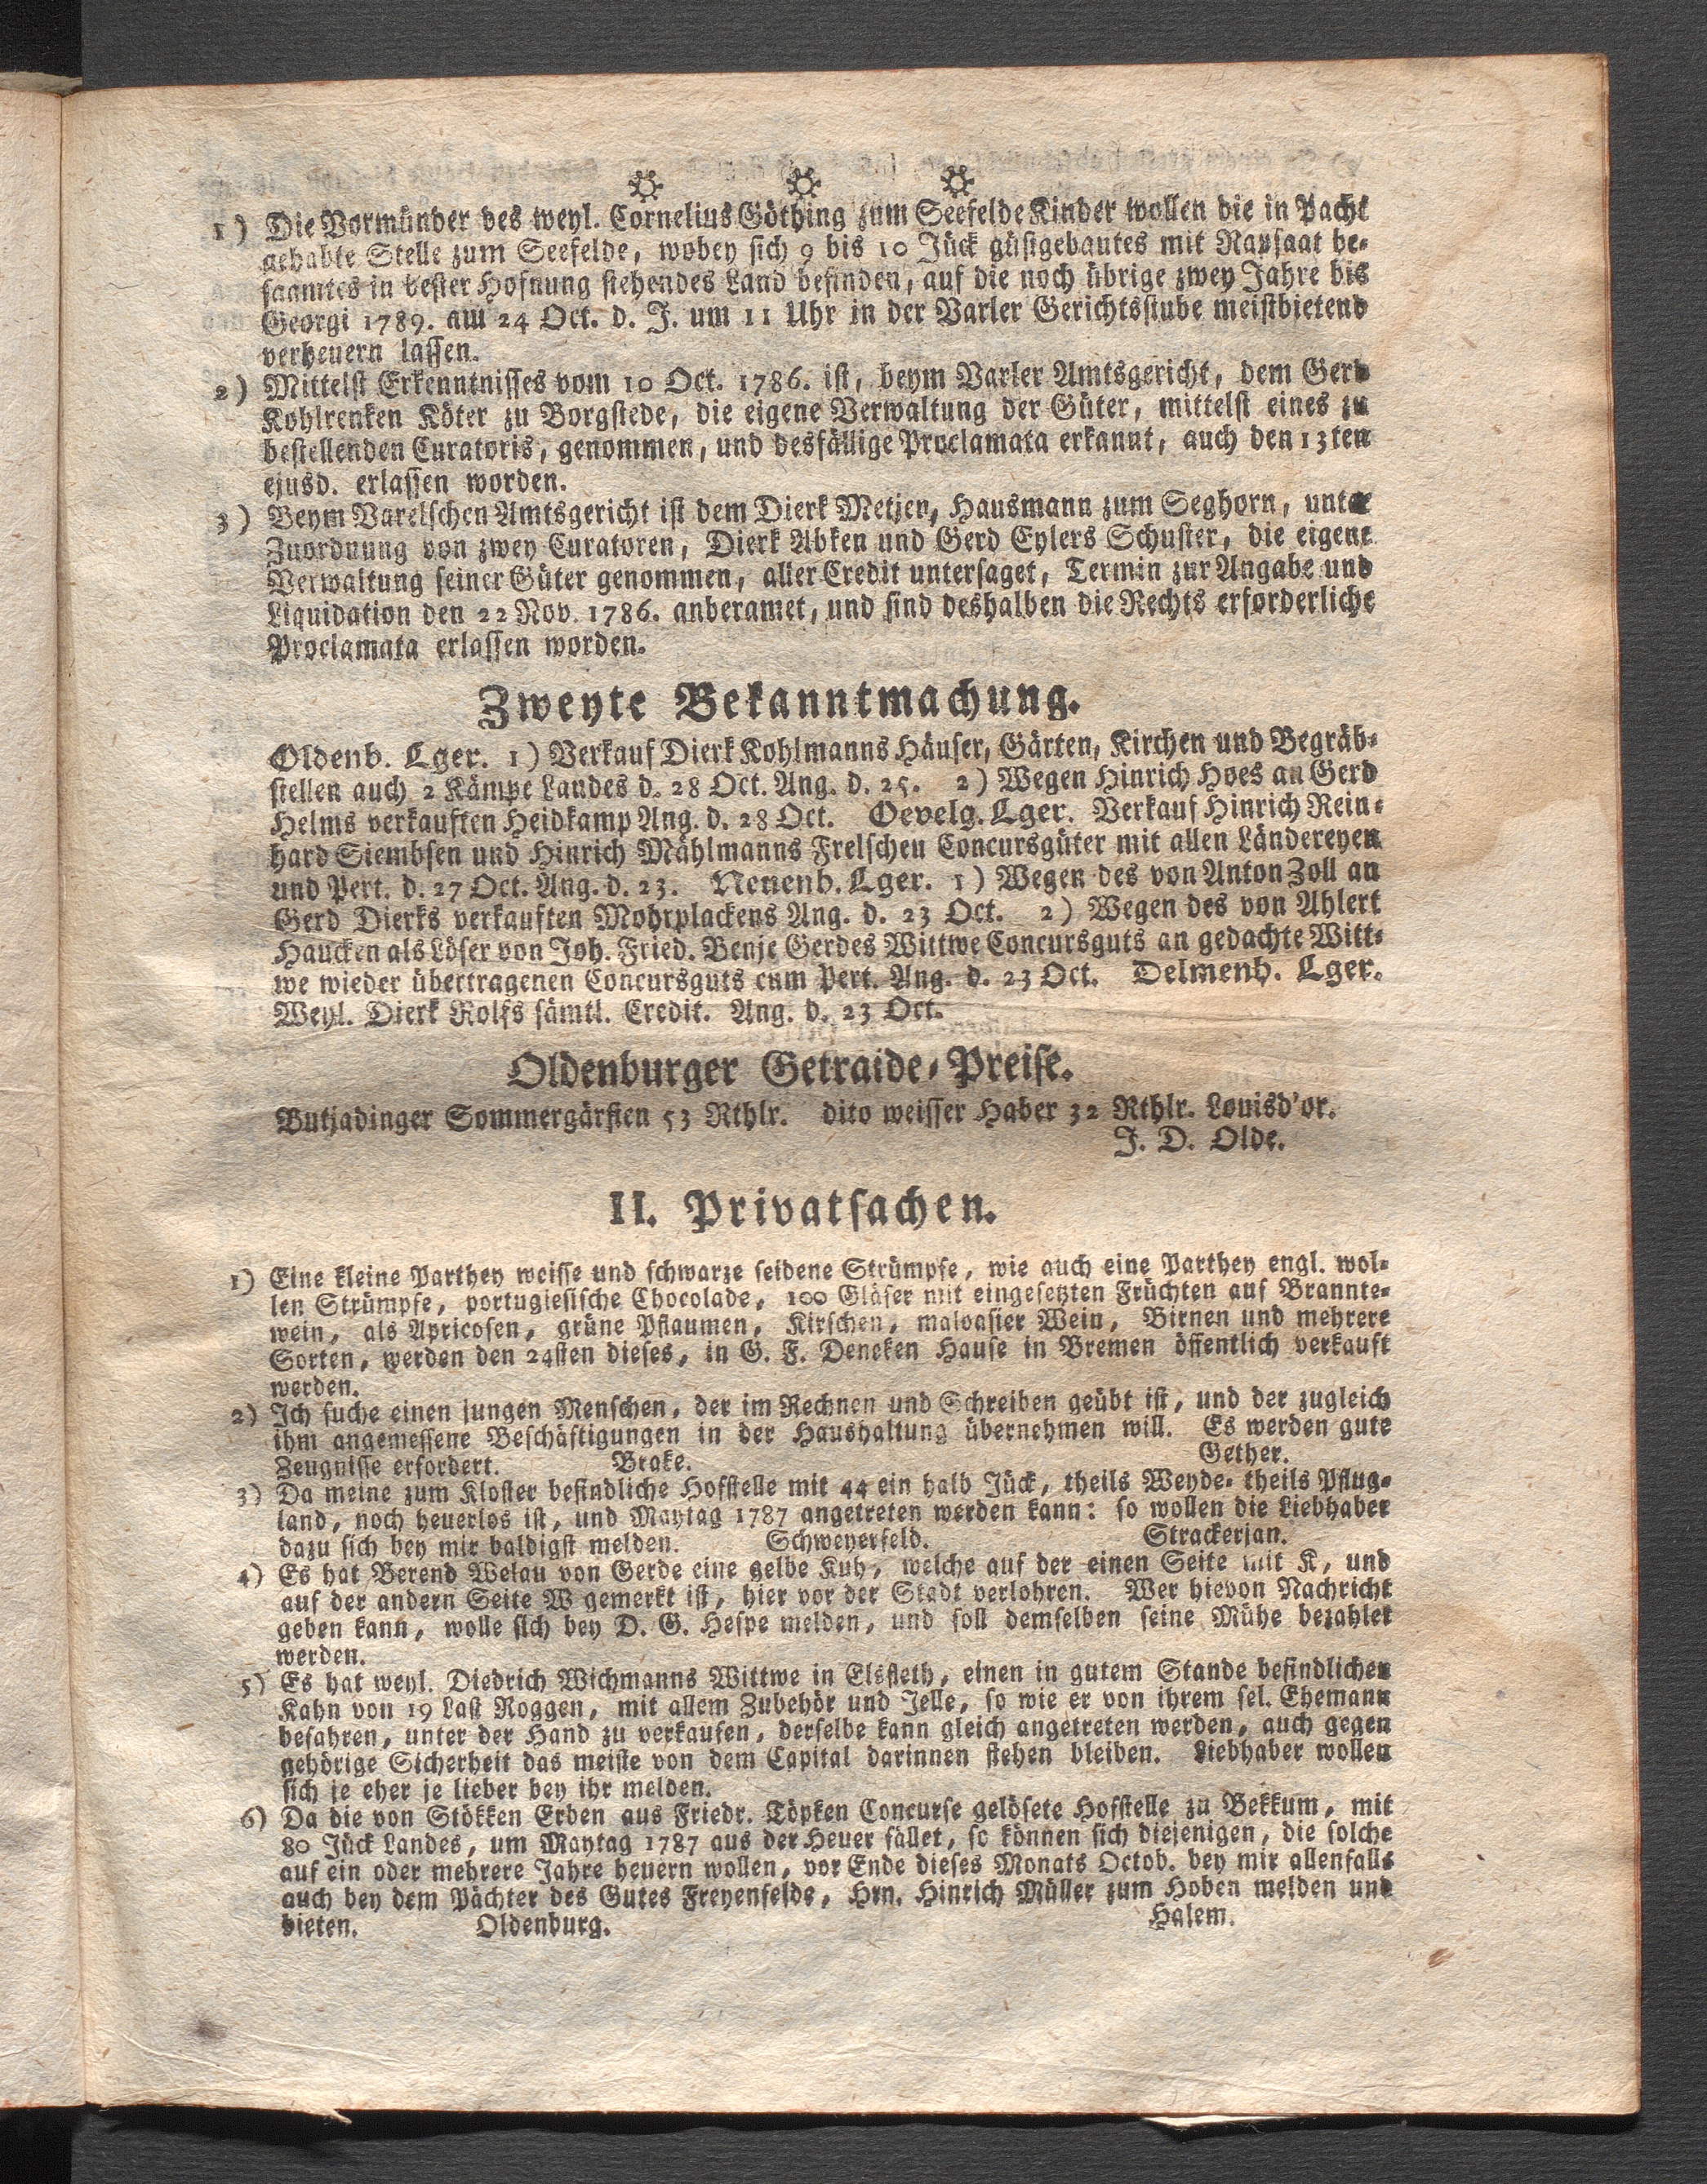 1) Die Vormünder des weyl. Cornelius Göthing zum Seefelde Kinder wollen die in Pacht
gehabte Stelle zum Seefelde, wobey sich 9 bis 10 Jück güstgebautes mit Rapsaat be-
saamtes in bester Hofnung stehendes Land befinden, auf die noch übrige zwey Jahre bis
Georgi 1789. am 24 Oct. d. J. um 11 Uhr in der Varler Gerichtsstube meistbietend
verheuern lassen.
2) Mittelst Erkenntnisses vom 10 Oct. 1786. ist, beym Varler Amtsgericht, dem Gerd
Kohlrenken Köter zu Borgstede, die eigene Verwaltung der Güter, mittelst eines zu
bestellenden Curatoris, genommen, und desfällige Proclamata erkannt, auch den 13ten
ejusd. erlassen worden.
3) Beym Varelschen Amtsgericht ist dem Dierk Metjen, Hausmann zum Seghorn, unter
Zuordnung von zwey Curatoren, Dierk Abken und Gerd Eylers Schuster, die eigene
Verwaltung seiner Güter genommen, aller Credit untersaget, Termin zur Angabe und
Liquidation den 22 Nov. 1786. anberamet, und sind deshalben die Rechts erforderliche
Proclamata erlassen worden.
Zweyte Bekanntmachung.
Oldenb. Lger. 1) Verkauf Dierk Kohlmanns Häuser, Gärten, Kirchen und Begräb-
stellen auch 2 Kämpe Landes d. 28 Oct. Ang. d. 25. 2) Wegen Hinrich Hoes an Gerd
Helms verkauften Heidkamp Ang. d. 28 Oct. Oevelg. Lger. Verkauf Hinrich Rein-
hard Siembsen und Hinrich Mählmanns Frelschen Concursgüter mit allen Ländereyen
und Pert. d. 27 Oct. Ang. d. 23. Neuenb. Lger. 1) Wegen des von Anton Zoll an
Gerd Dierks verkauften Mohrplackens Ang. d. 23 Oct. 2) Wegen des von Ahlert
Haucken als Löser von Joh. Fried. Benje Gerdes Wittwe Concursguts an gedachte Witt-
we wieder übertragenen Concursguts cum Pert. Ang. d. 23 Oct. Delmenh. Lger.
Weyl. Dierk Rolfs sämtl. Credit. Ang. d. 23 Oct.
Oldenburger Getraide-Preise.
Butjadinger Sommergärsten 53 Rthlr. dito weisser Haber 32 Rthlr. Louisd'or.
J. D. Olde.
II. Privatsachen.
1) Eine kleine Parthey weisse und schwarze seidene Strümpfe, wie auch eine Parthey engl. wol-
len Strümpfe, portugiesische Chocolade, 100 Gläser mit eingesetzten Früchten auf Brannte-
wein, als Apricosen, grüne Pflaumen, Kirschen, malvasier Wein, Birnen und mehrere
Sorten, werden den 24sten dieses, in G. F. Deneken Hause in Bremen öffentlich verkauft
werden.
2) Ich suche einen jungen Menschen, der im Rechnen und Schreiben geübt ist, und der zugleich
ihm angemessene Beschäftigungen in der Haushaltung übernehmen will. Es werden gute
Zeugnisse erfordert. Brake. Gether.
3) Da meine zum Kloster befindliche Hofstelle mit 44 ein halb Jück, theils Weyde- theils Pflug-
land, noch heuerlos ist, und Maytag 1787 angetreten werden kann: so wollen die Liebhaber
dazu sich bey mir baldigst melden. Schweyerfeld. Strackerjan.
4) Es hat Berend Welau von Gerde eine gelbe Kuh, welche auf der einen Seite mit K, und
auf der andern Seite W gemerkt ist, hier vor der Stadt verlohren. Wer hievon Nachricht
geben kann, wolle sich bey D. G. Hespe melden, und soll demselben seine Mühe bezahlet
werden.
5) Es hat weyl. Diedrich Wichmanns Wittwe in Elsfleth, einen in gutem Stande befindlichen
Kahn von 19 Last Roggen, mit allem Zubehör und Jelle, so wie er von ihrem sel. Ehemann
befahren, unter der Hand zu verkaufen, derselbe kann gleich angetreten werden, auch gegen
gehörige Sicherheit das meiste von dem Capital darinnen stehen bleiben. Liebhaber wollen
sich je eher je lieber bey ihr melden.
6) Da die von Stökken Erben aus Friedr. Töpken Concurse gelösete Hofstelle zu Bekkum, mit
80 Jück Landes, um Maytag 1787 aus der Heuer fället, so können sich diejenigen, die solche
auf ein oder mehrere Jahre heuern wollen, vor Ende dieses Monats Octob. bey mir allenfalls
auch bey dem Pächter des Gutes Freyenfelde, Hrn. Hinrich Müller zum Hoben melden und
bieten. Oldenburg. Halem.